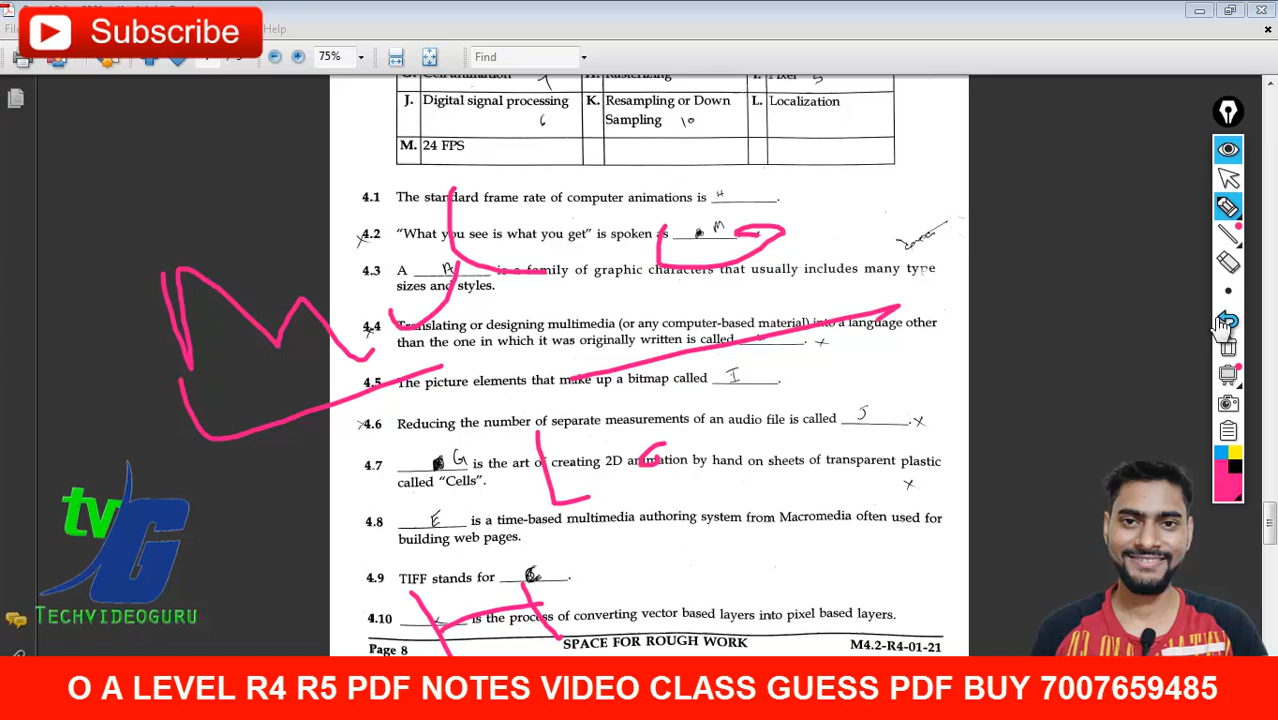 Subscribe
Help
75%
Find
G. Cell animation 7 H. Rasterizing I. Pixel 5
J. Digital signal processing 6 K. Resampling or Down Sampling 10 L. Localization
M. 24 FPS
4.1 The standard frame rate of computer animations is ________.
4.2 “What you see is what you get” is spoken as M
4.3 A A is a family of graphic characters that usually includes many type
sizes and styles.
4.4 Translating or designing multimedia (or any computer-based material) into a language other
than the one in which it was originally written is called ________. x
4.5 The picture elements that make up a bitmap called I.
4.6 Reducing the number of separate measurements of an audio file is called J. x
4.7 G is the art of creating 2D animation by hand on sheets of transparent plastic
called “Cells”. x
4.8 E is a time-based multimedia authoring system from Macromedia often used for
building web pages.
4.9 TIFF stands for ________.
4.10 ________ is the process of converting vector based layers into pixel based layers.
Page 8 SPACE FOR ROUGH WORK M4.2-R4-01-21
tv G
TECHVIDEOGURU
O A LEVEL R4 R5 PDF NOTES VIDEO CLASS GUESS PDF BUY 7007659485